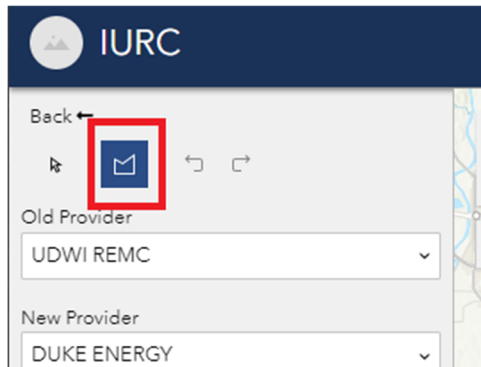 IURC
Back
Old Provider
UDWI REMC
New Provider
DUKE ENERGY